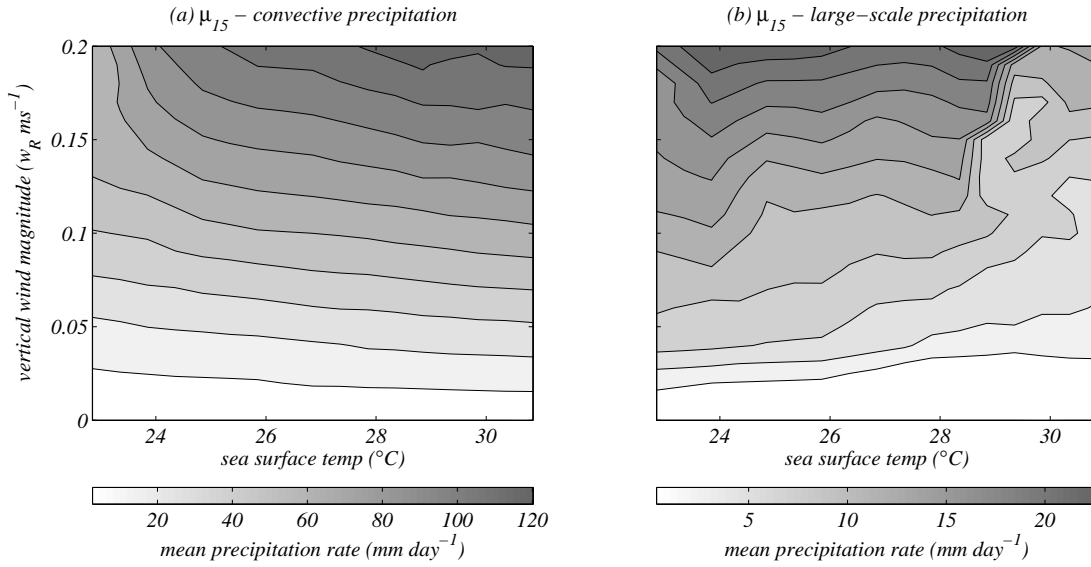 (a) μ15 – convective precipitation
0.2
0.15
0.1
0.05
0
vertical wind magnitude (wR ms−1)
24 26 28 30
sea surface temp (°C)
20 40 60 80 100 120
mean precipitation rate (mm day−1)
(b) μ15 – large–scale precipitation
24 26 28 30
sea surface temp (°C)
5 10 15 20
mean precipitation rate (mm day−1)